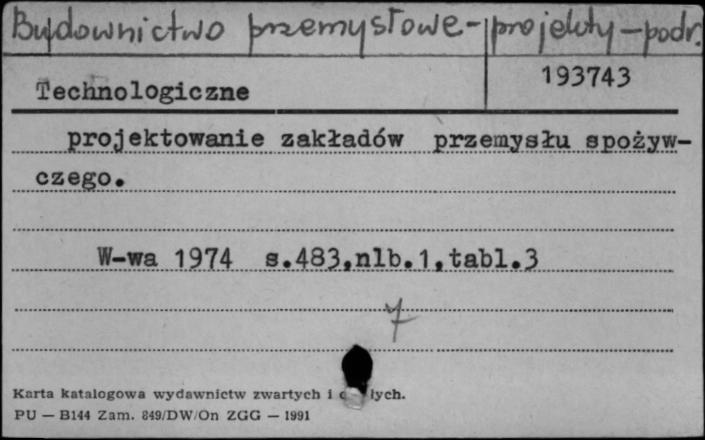 Budownictwo przemysłowe - projekty - podr.
193743
Technologiczne
projektowanie zakładów przemysłu spożyw-
czego.
W-wa 1974 s.483,nlb.1,tabl.3
7
Karta katalogowa wydawnictw zwartych i
PU — B144 Zam. 849/DW/On ZGG — 1991